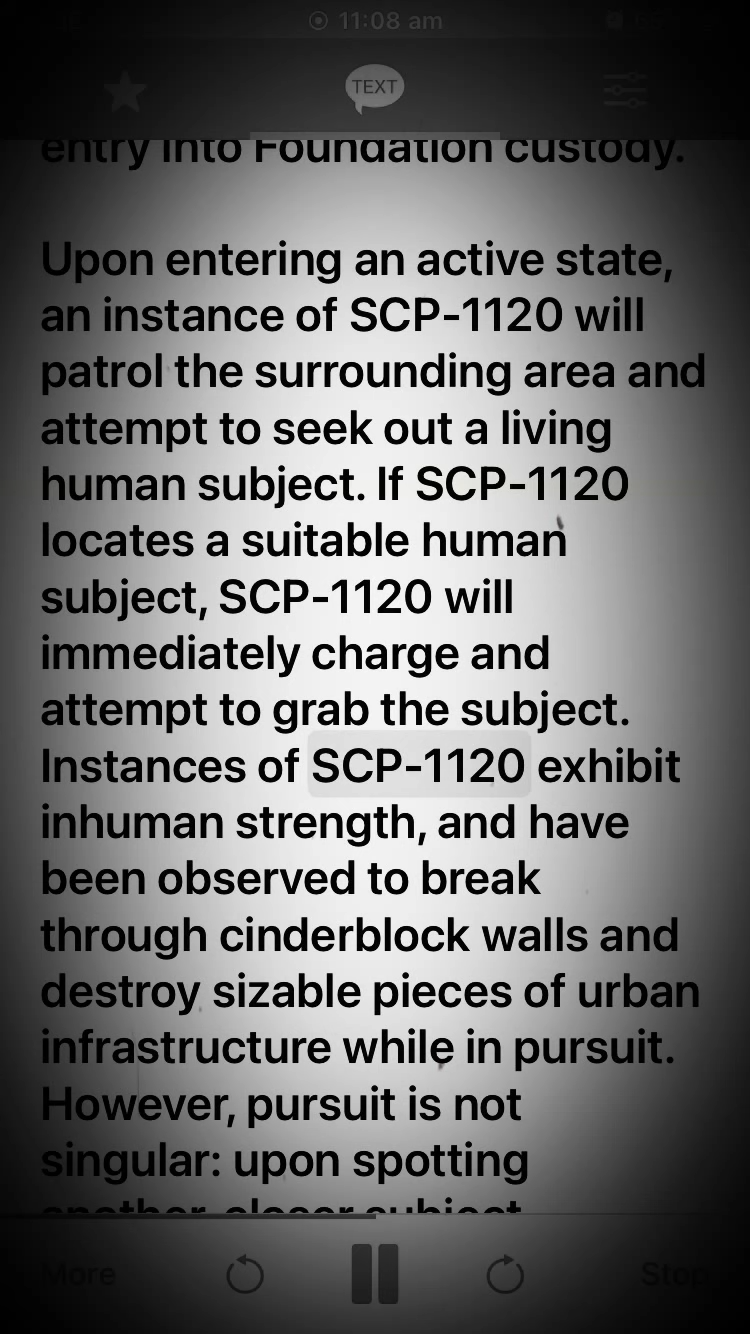 11:08 am
TEXT
entry into Foundation custody.
Upon entering an active state,
an instance of SCP-1120 will
patrol the surrounding area and
attempt to seek out a living
human subject. If SCP-1120
locates a suitable human
subject, SCP-1120 will
immediately charge and
attempt to grab the subject.
Instances of SCP-1120 exhibit
inhuman strength, and have
been observed to break
through cinderblock walls and
destroy sizable pieces of urban
infrastructure while in pursuit.
However, pursuit is not
singular: upon spotting
another, closer subject
More
Stop